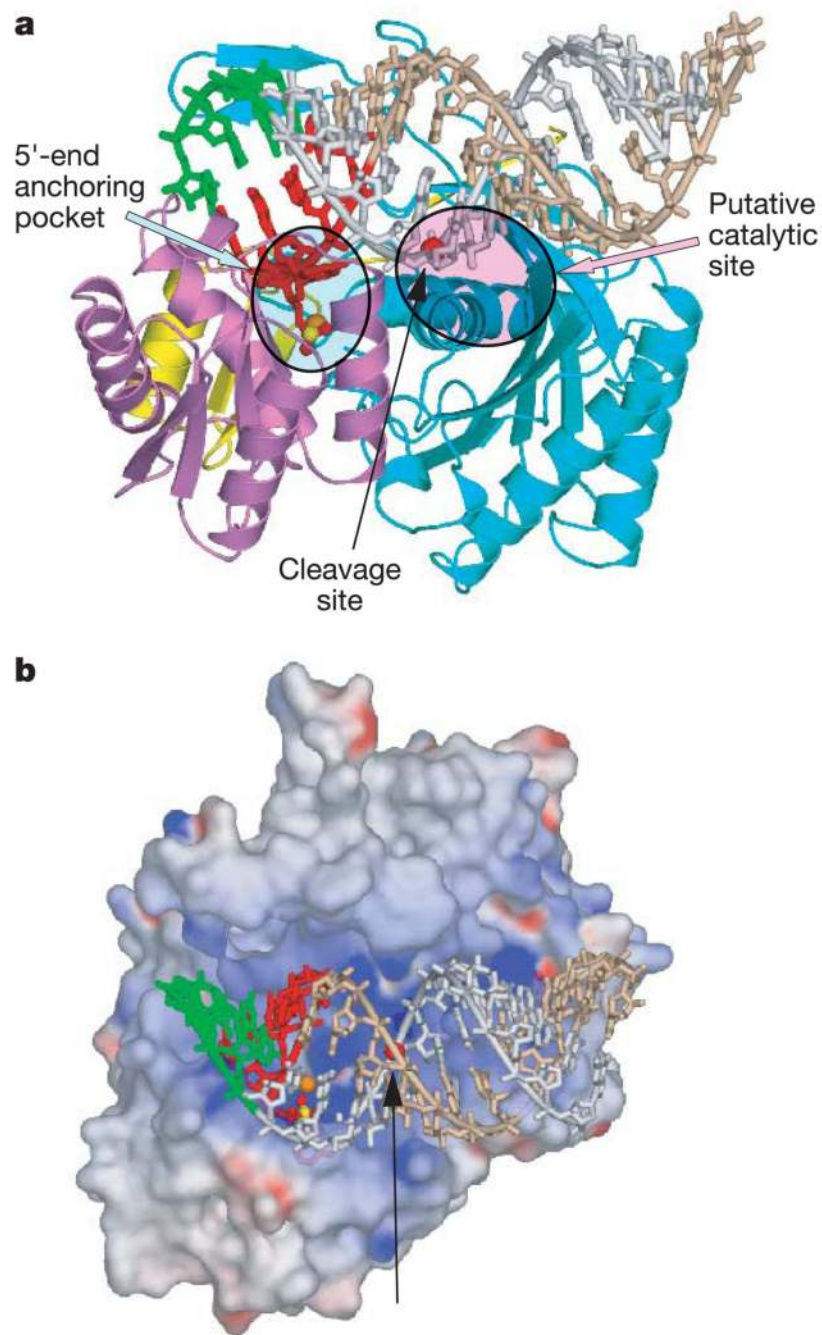 a
5'-end
anchoring
pocket
Putative
catalytic
site
Cleavage
site
b